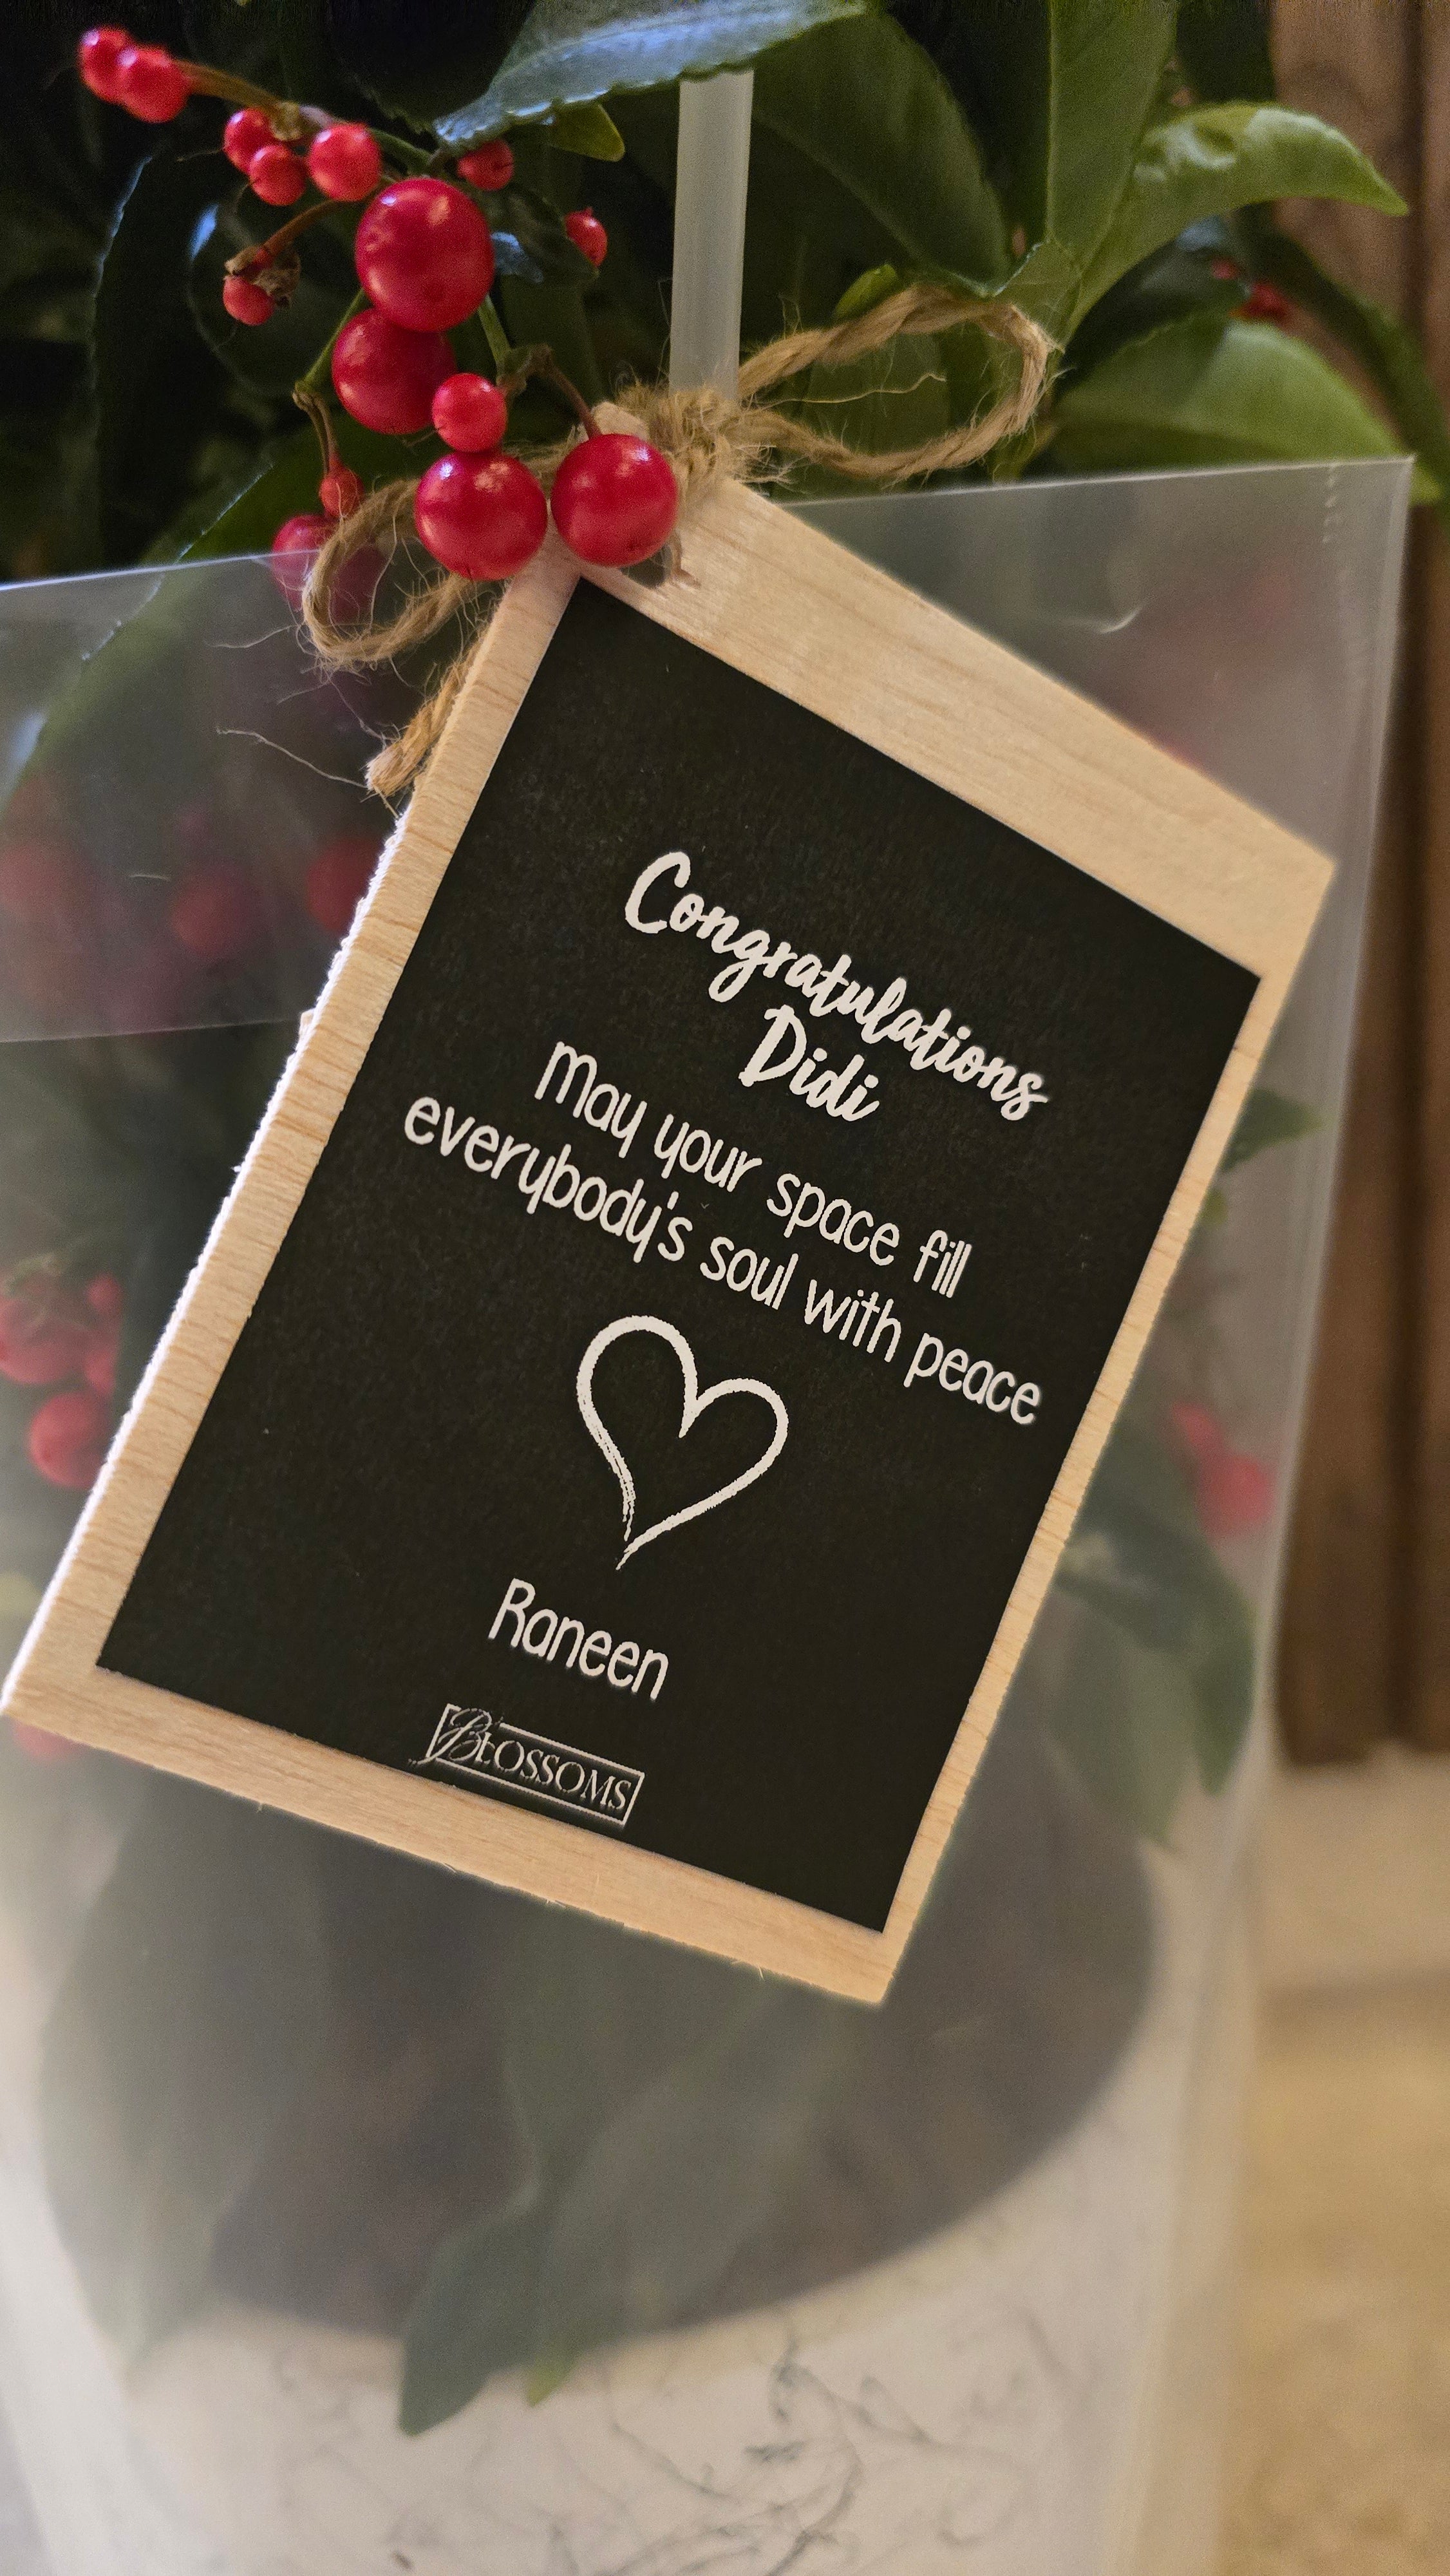 Congratulations
Didi
May your space fill
everybody's soul with peace
Raneen
BLOSSOMS